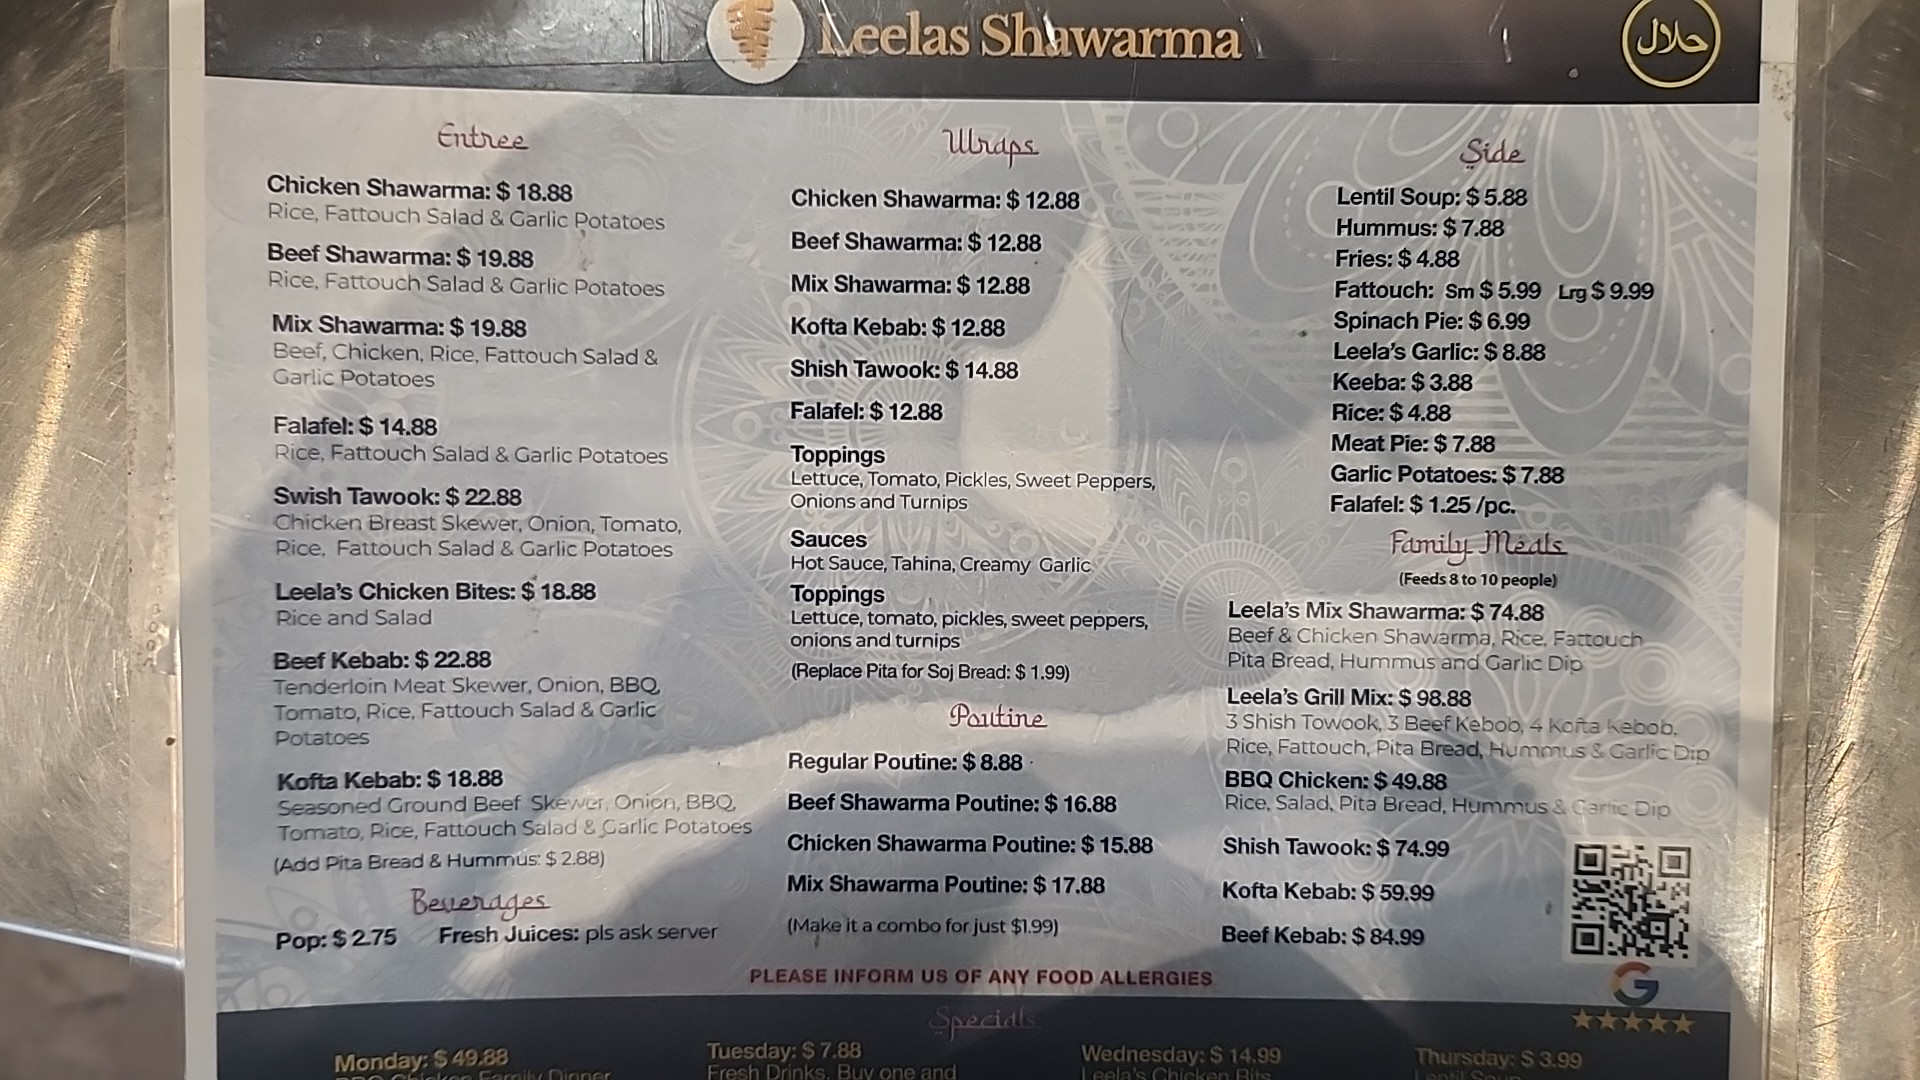 Leelas Shawarma
حلال
Entree
Chicken Shawarma: $ 18.88
Rice, Fattouch Salad & Garlic Potatoes
Beef Shawarma: $ 19.88
Rice, Fattouch Salad & Garlic Potatoes
Mix Shawarma: $ 19.88
Beef, Chicken, Rice, Fattouch Salad &
Garlic Potatoes
Falafel: $ 14.88
Rice, Fattouch Salad & Garlic Potatoes
Swish Tawook: $ 22.88
Chicken Breast Skewer, Onion, Tomato,
Rice, Fattouch Salad & Garlic Potatoes
Leela's Chicken Bites: $ 18.88
Rice and Salad
Beef Kebab: $ 22.88
Tenderloin Meat Skewer, Onion, BBQ,
Tomato, Rice, Fattouch Salad & Garlic
Potatoes
Kofta Kebab: $ 18.88
Seasoned Ground Beef Skewer, Onion, BBQ,
Tomato, Rice, Fattouch Salad & Garlic Potatoes
(Add Pita Bread & Hummus: $ 2.88)
Beverages
Pop: $ 2.75 Fresh Juices: pls ask server
Wraps
Chicken Shawarma: $ 12.88
Beef Shawarma: $ 12.88
Mix Shawarma: $ 12.88
Kofta Kebab: $ 12.88
Shish Tawook: $ 14.88
Falafel: $ 12.88
Toppings
Lettuce, Tomato, Pickles, Sweet Peppers,
Onions and Turnips
Sauces
Hot Sauce, Tahina, Creamy Garlic
Toppings
Lettuce, tomato, pickles, sweet peppers,
onions and turnips
(Replace Pita for Soj Bread: $ 1.99)
Poutine
Regular Poutine: $ 8.88
Beef Shawarma Poutine: $ 16.88
Chicken Shawarma Poutine: $ 15.88
Mix Shawarma Poutine: $ 17.88
(Make it a combo for just $1.99)
Side
Lentil Soup: $ 5.88
Hummus: $ 7.88
Fries: $ 4.88
Fattouch: Sm $ 5.99 Lrg $ 9.99
Spinach Pie: $ 6.99
Leela's Garlic: $ 8.88
Keeba: $ 3.88
Rice: $ 4.88
Meat Pie: $ 7.88
Garlic Potatoes: $ 7.88
Falafel: $ 1.25 /pc.
Family Meals
(Feeds 8 to 10 people)
Leela's Mix Shawarma: $ 74.88
Beef & Chicken Shawarma, Rice, Fattouch
Pita Bread, Hummus and Garlic Dip
Leela's Grill Mix: $ 98.88
3 Shish Towook, 3 Beef Kebob, 4 Kofta Kebob,
Rice, Fattouch, Pita Bread, Hummus & Garlic Dip
BBQ Chicken: $ 49.88
Rice, Salad, Pita Bread, Hummus & Garlic Dip
Shish Tawook: $ 74.99
Kofta Kebab: $ 59.99
Beef Kebab: $ 84.99
G
PLEASE INFORM US OF ANY FOOD ALLERGIES
Specials
Monday: $ 49.88
BBQ Chicken Family Dinner
Tuesday: $ 7.88
Fresh Drinks, Buy one and
Wednesday: $ 14.99
Leela's Chicken Bits
Thursday: $ 3.99
Lentil Soup